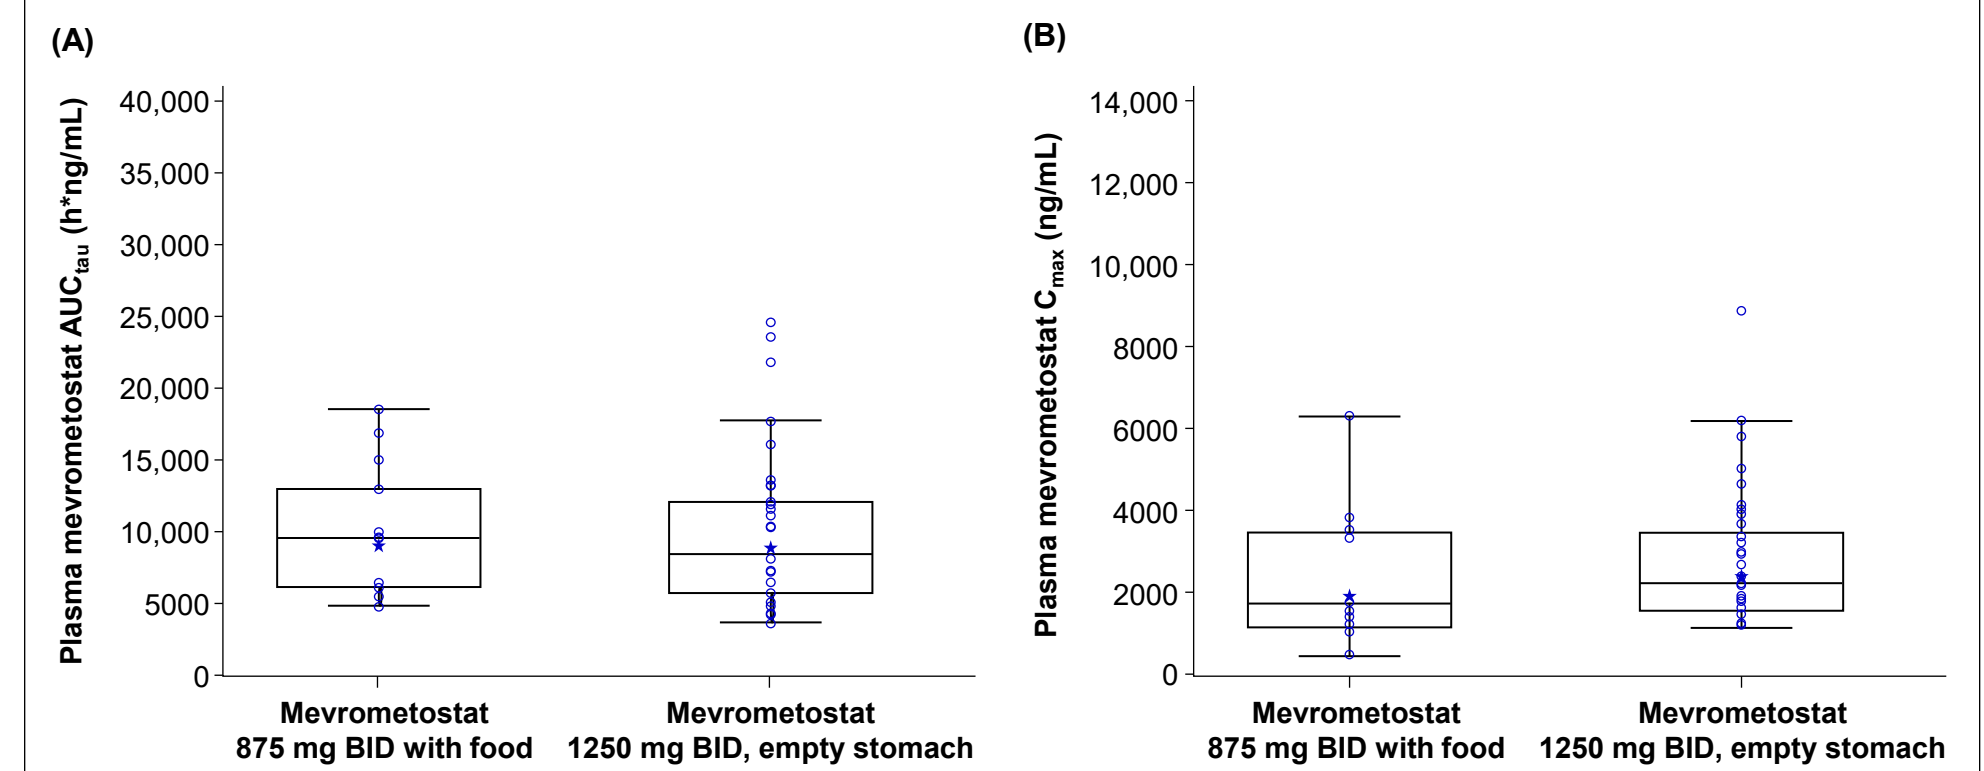 (A)
Plasma mevrometostat AUCtau (h*ng/mL)
40,000
35,000
30,000
25,000
20,000
15,000
10,000
5000
0
Mevrometostat
875 mg BID with food
Mevrometostat
1250 mg BID, empty stomach
(B)
Plasma mevrometostat Cmax (ng/mL)
14,000
12,000
10,000
8000
6000
4000
2000
0
Mevrometostat
875 mg BID with food
Mevrometostat
1250 mg BID, empty stomach